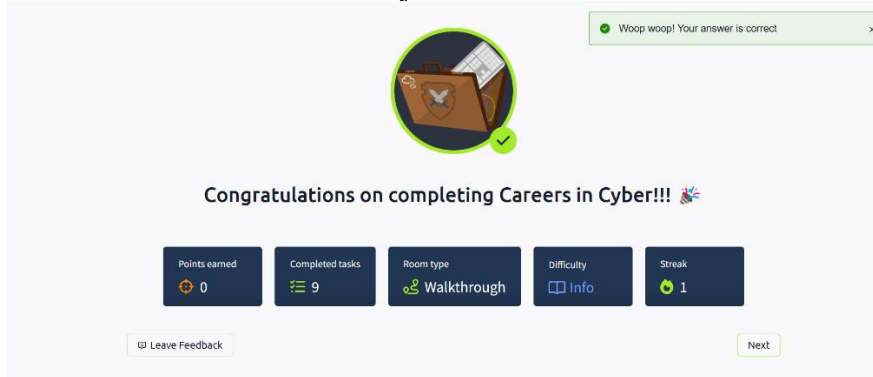 Woop woop! Your answer is correct
Congratulations on completing Careers in Cyber!!! 🎉
Points earned
0
Completed tasks
9
Room type
Walkthrough
Difficulty
Info
Streak
1
Leave Feedback
Next